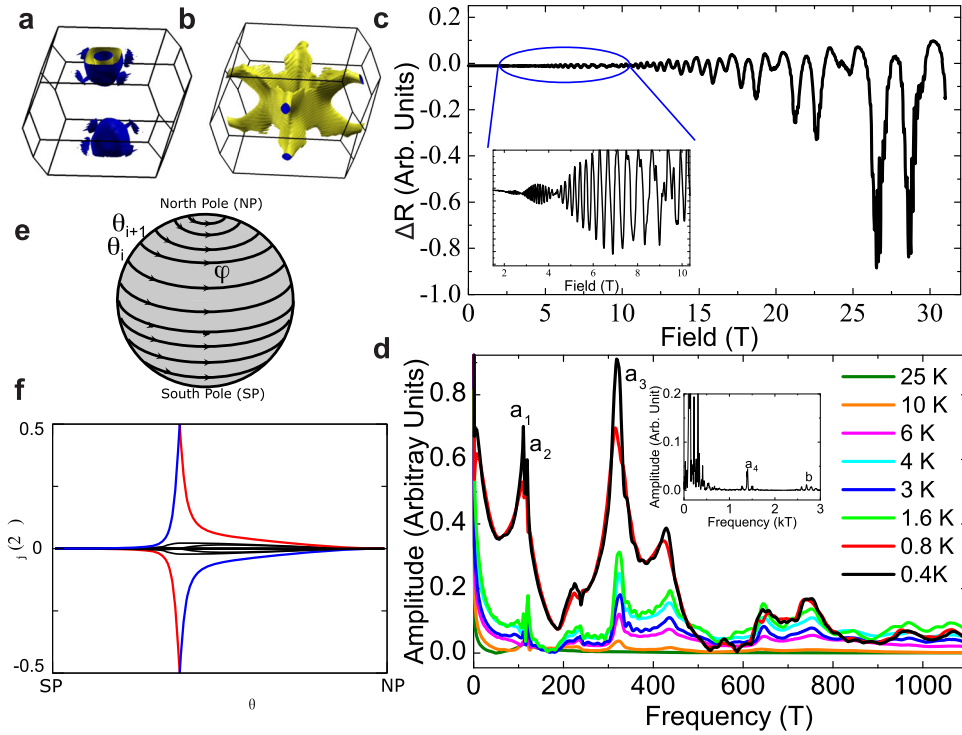 a
b
c
ΔR (Arb. Units)
0.2
0.0
-0.2
-0.4
-0.6
-0.8
-1.0
0 5 10 15 20 25 30
Field (T)
2 4 6 8 10
Field (T)
e
North Pole (NP)
θi+1
θi
φ
South Pole (SP)
d
Amplitude (Arbitray Units)
0.8
0.6
0.4
0.2
0.0
0 200 400 600 800 1000
Frequency (T)
a1
a2
a3
25 K
10 K
6 K
4 K
3 K
1.6 K
0.8 K
0.4K
Amplitude (Arb. Unit)
0.2
0.1
0.0
0 1 2 3
Frequency (kT)
a4
b
f
0.5
0
-0.5
SP NP
θ